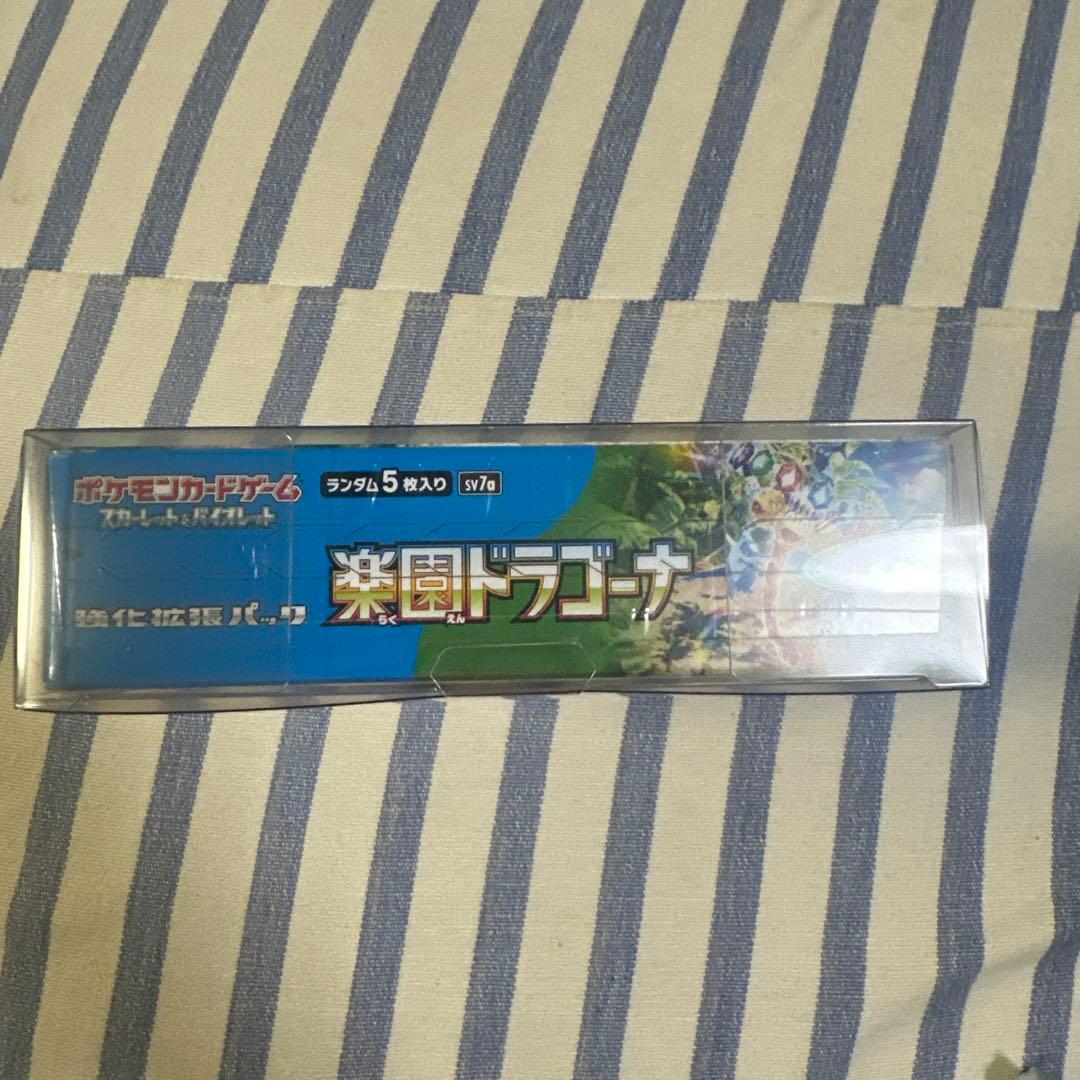 ポケモンカードゲーム
スカーレット&バイオレット
ランダム5枚入り SV7a
強化拡張パック
楽園ドラゴーナ
らく えん